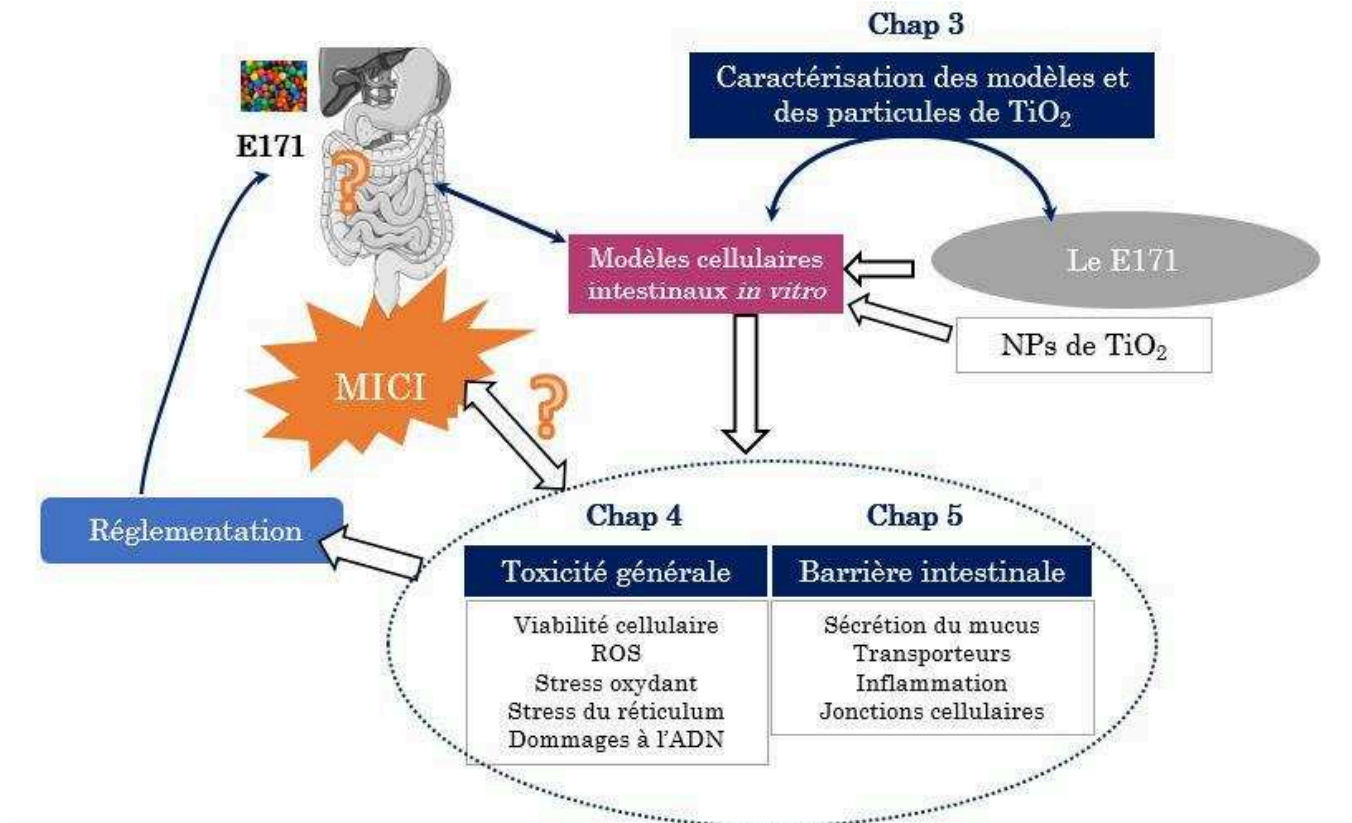 Chap 3
Caractérisation des modèles et
des particules de TiO₂
E171
?
Modèles cellulaires
intestinaux in vitro
Le E171
NPs de TiO₂
MICI
?
Réglementation
Chap 4
Toxicité générale
Viabilité cellulaire
ROS
Stress oxydant
Stress du réticulum
Dommages à l'ADN
Chap 5
Barrière intestinale
Sécrétion du mucus
Transporteurs
Inflammation
Jonctions cellulaires